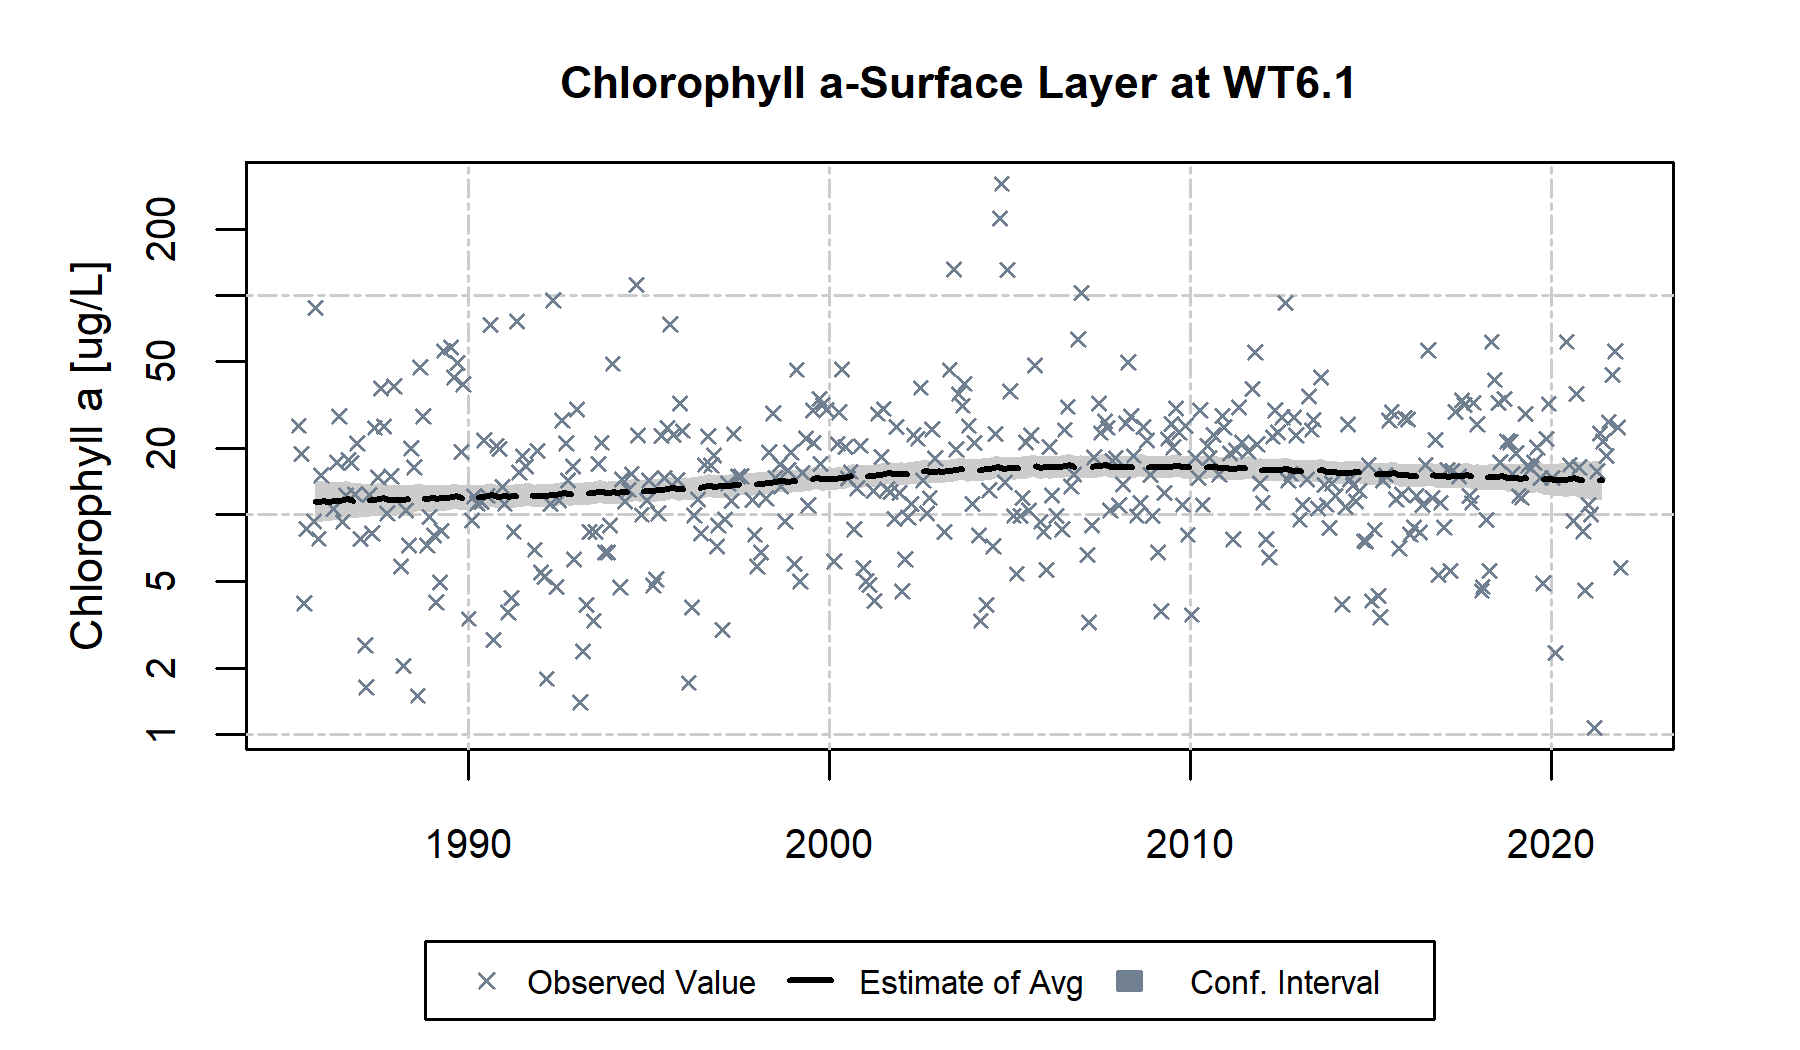 Chlorophyll a-Surface Layer at WT6.1
Chlorophyll a [ug/L]
200
50
20
5
2
1
1990 2000 2010 2020
Observed Value Estimate of Avg Conf. Interval